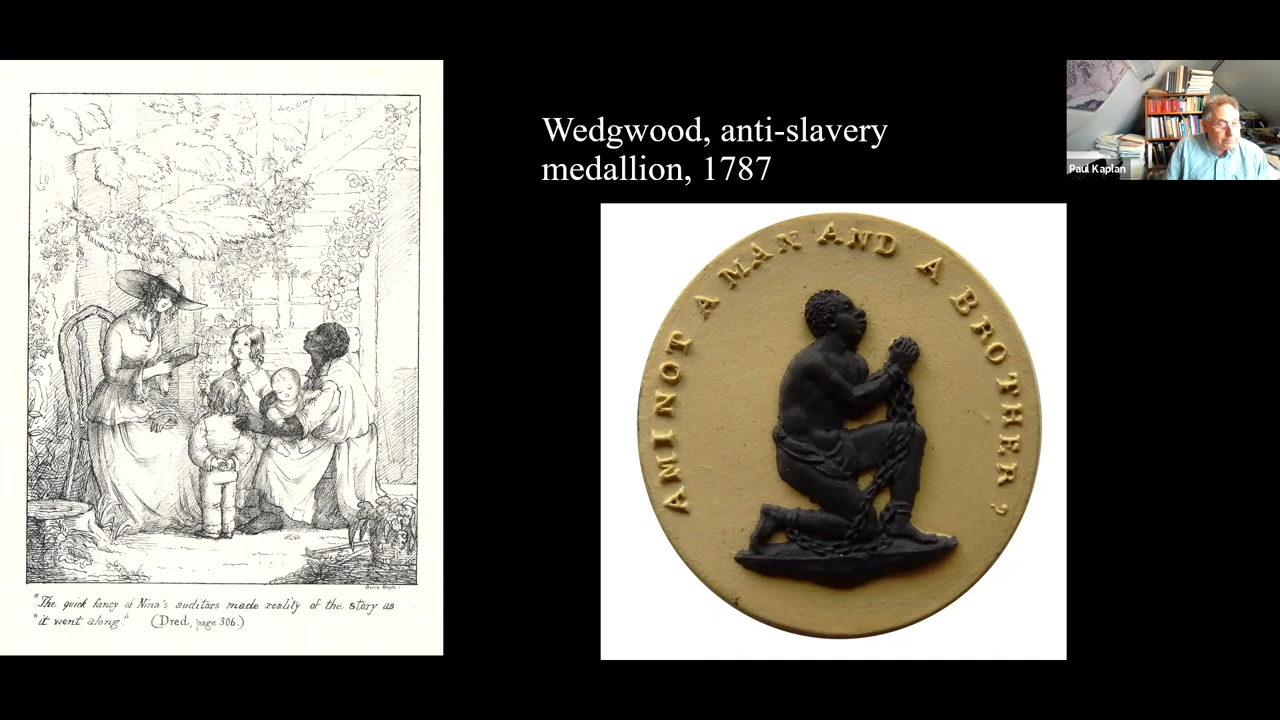 Wedgwood, anti-slavery
medallion, 1787
Paul Kaplan
AM I NOT A MAN AND A BROTHER?
"The quick fancy of Nina's auditors made reality of the story as
"it went along." (Dred, page 306.)